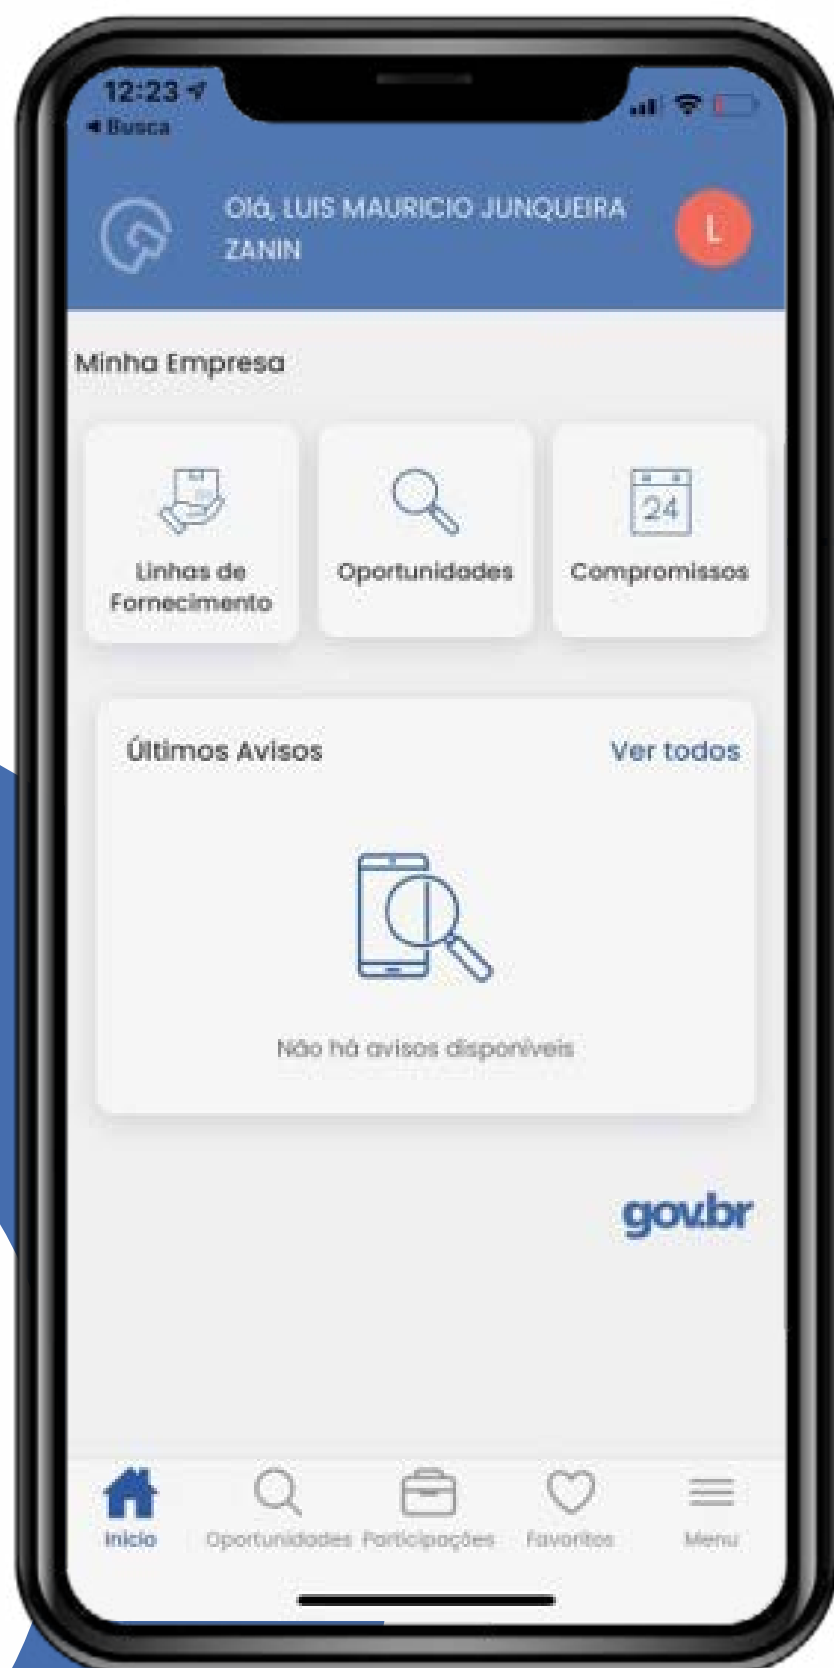 12:23
◀ Busca
Olá, LUIS MAURICIO JUNQUEIRA
ZANIN
L
Minha Empresa
24
Linhas de
Fornecimento
Oportunidades
Compromissos
Últimos Avisos
Ver todos
Não há avisos disponíveis
gov.br
Início
Oportunidades
Participações
Favoritos
Menu